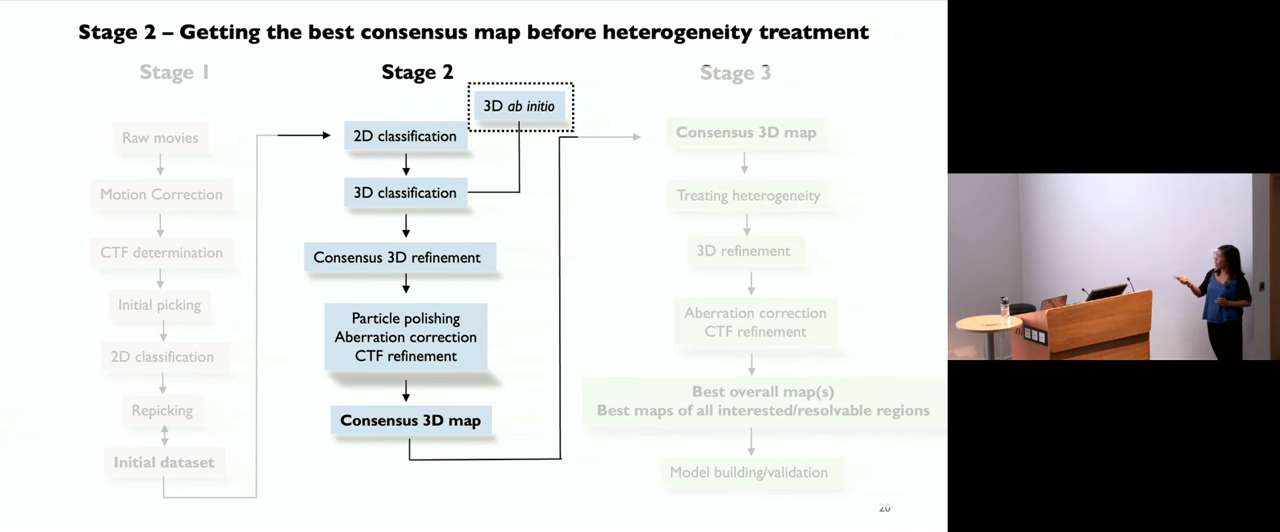 Stage 2 – Getting the best consensus map before heterogeneity treatment
Stage 1
Raw movies
Motion Correction
CTF determination
Initial picking
2D classification
Repicking
Initial dataset
Stage 2
3D ab initio
2D classification
3D classification
Consensus 3D refinement
Particle polishing
Aberration correction
CTF refinement
Consensus 3D map
Stage 3
Consensus 3D map
Treating heterogeneity
3D refinement
Aberration correction
CTF refinement
Best overall map(s)
Best maps of all interested/resolvable regions
Model building/validation
20